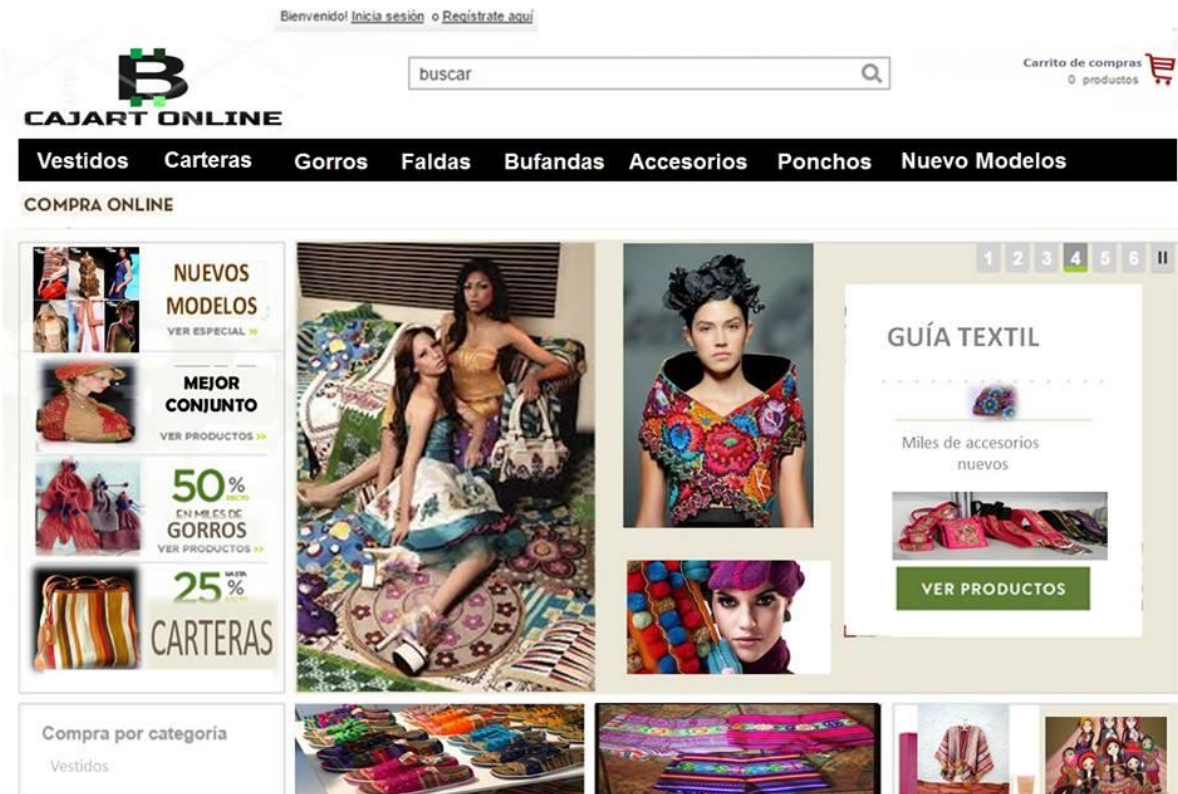 Bienvenido! Inicia sesión o Regístrate aquí
B
CAJART ONLINE
buscar
Carrito de compras
0 productos
Vestidos Carteras Gorros Faldas Bufandas Accesorios Ponchos Nuevo Modelos
COMPRA ONLINE
NUEVOS
MODELOS
VER ESPECIAL »
MEJOR
CONJUNTO
VER PRODUCTOS »
50%
EN MILES DE
GORROS
VER PRODUCTOS »
25%
HASTA
CARTERAS
1 2 3 4 5 6
GUÍA TEXTIL
Miles de accesorios
nuevos
VER PRODUCTOS
Compra por categoría
Vestidos